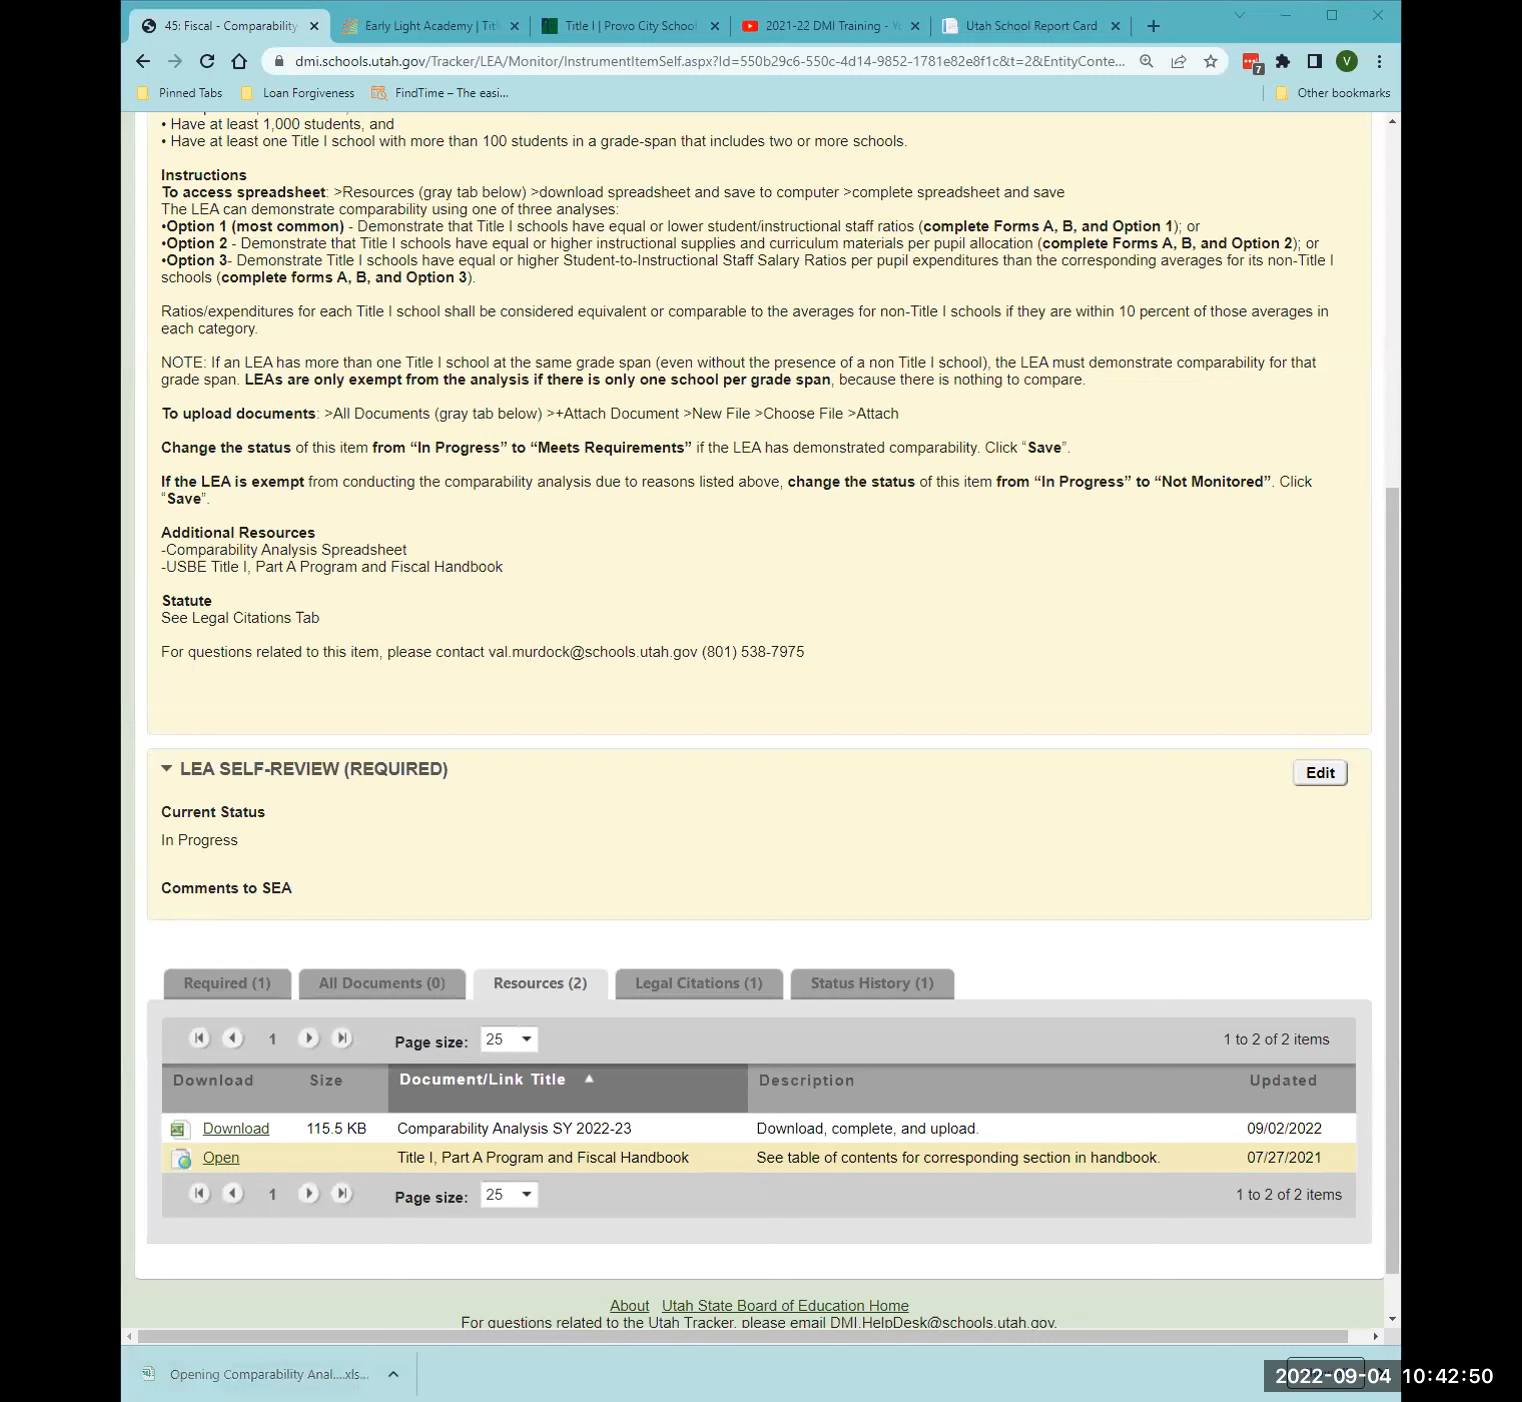 45: Fiscal - Comparability
Early Light Academy | Titl
Title I | Provo City School
2021-22 DMI Training - Yo
Utah School Report Card
dmi.schools.utah.gov/Tracker/LEA/Monitor/InstrumentItemSelf.aspx?Id=550b29c6-550c-4d14-9852-1781e82e8f1c&t=2&EntityConte...
7
V
Pinned Tabs
Loan Forgiveness
FindTime – The easi...
Other bookmarks
• Have at least 1,000 students, and
• Have at least one Title I school with more than 100 students in a grade-span that includes two or more schools.
Instructions
To access spreadsheet: >Resources (gray tab below) >download spreadsheet and save to computer >complete spreadsheet and save
The LEA can demonstrate comparability using one of three analyses:
•Option 1 (most common) - Demonstrate that Title I schools have equal or lower student/instructional staff ratios (complete Forms A, B, and Option 1); or
•Option 2 - Demonstrate that Title I schools have equal or higher instructional supplies and curriculum materials per pupil allocation (complete Forms A, B, and Option 2); or
•Option 3- Demonstrate Title I schools have equal or higher Student-to-Instructional Staff Salary Ratios per pupil expenditures than the corresponding averages for its non-Title I
schools (complete forms A, B, and Option 3).
Ratios/expenditures for each Title I school shall be considered equivalent or comparable to the averages for non-Title I schools if they are within 10 percent of those averages in
each category.
NOTE: If an LEA has more than one Title I school at the same grade span (even without the presence of a non Title I school), the LEA must demonstrate comparability for that
grade span. LEAs are only exempt from the analysis if there is only one school per grade span, because there is nothing to compare.
To upload documents: >All Documents (gray tab below) >+Attach Document >New File >Choose File >Attach
Change the status of this item from “In Progress” to “Meets Requirements” if the LEA has demonstrated comparability. Click “Save”.
If the LEA is exempt from conducting the comparability analysis due to reasons listed above, change the status of this item from “In Progress” to “Not Monitored”. Click
“Save”.
Additional Resources
-Comparability Analysis Spreadsheet
-USBE Title I, Part A Program and Fiscal Handbook
Statute
See Legal Citations Tab
For questions related to this item, please contact val.murdock@schools.utah.gov (801) 538-7975
LEA SELF-REVIEW (REQUIRED)
Edit
Current Status
In Progress
Comments to SEA
Required (1)
All Documents (0)
Resources (2)
Legal Citations (1)
Status History (1)
1
Page size:
25
1 to 2 of 2 items
Download Size Document/Link Title Description Updated
Download 115.5 KB Comparability Analysis SY 2022-23 Download, complete, and upload. 09/02/2022
Open Title I, Part A Program and Fiscal Handbook See table of contents for corresponding section in handbook. 07/27/2021
1
Page size:
25
1 to 2 of 2 items
About Utah State Board of Education Home
For questions related to the Utah Tracker, please email DMI.HelpDesk@schools.utah.gov.
Opening Comparability Anal....xls...
2022-09-04 10:42:50